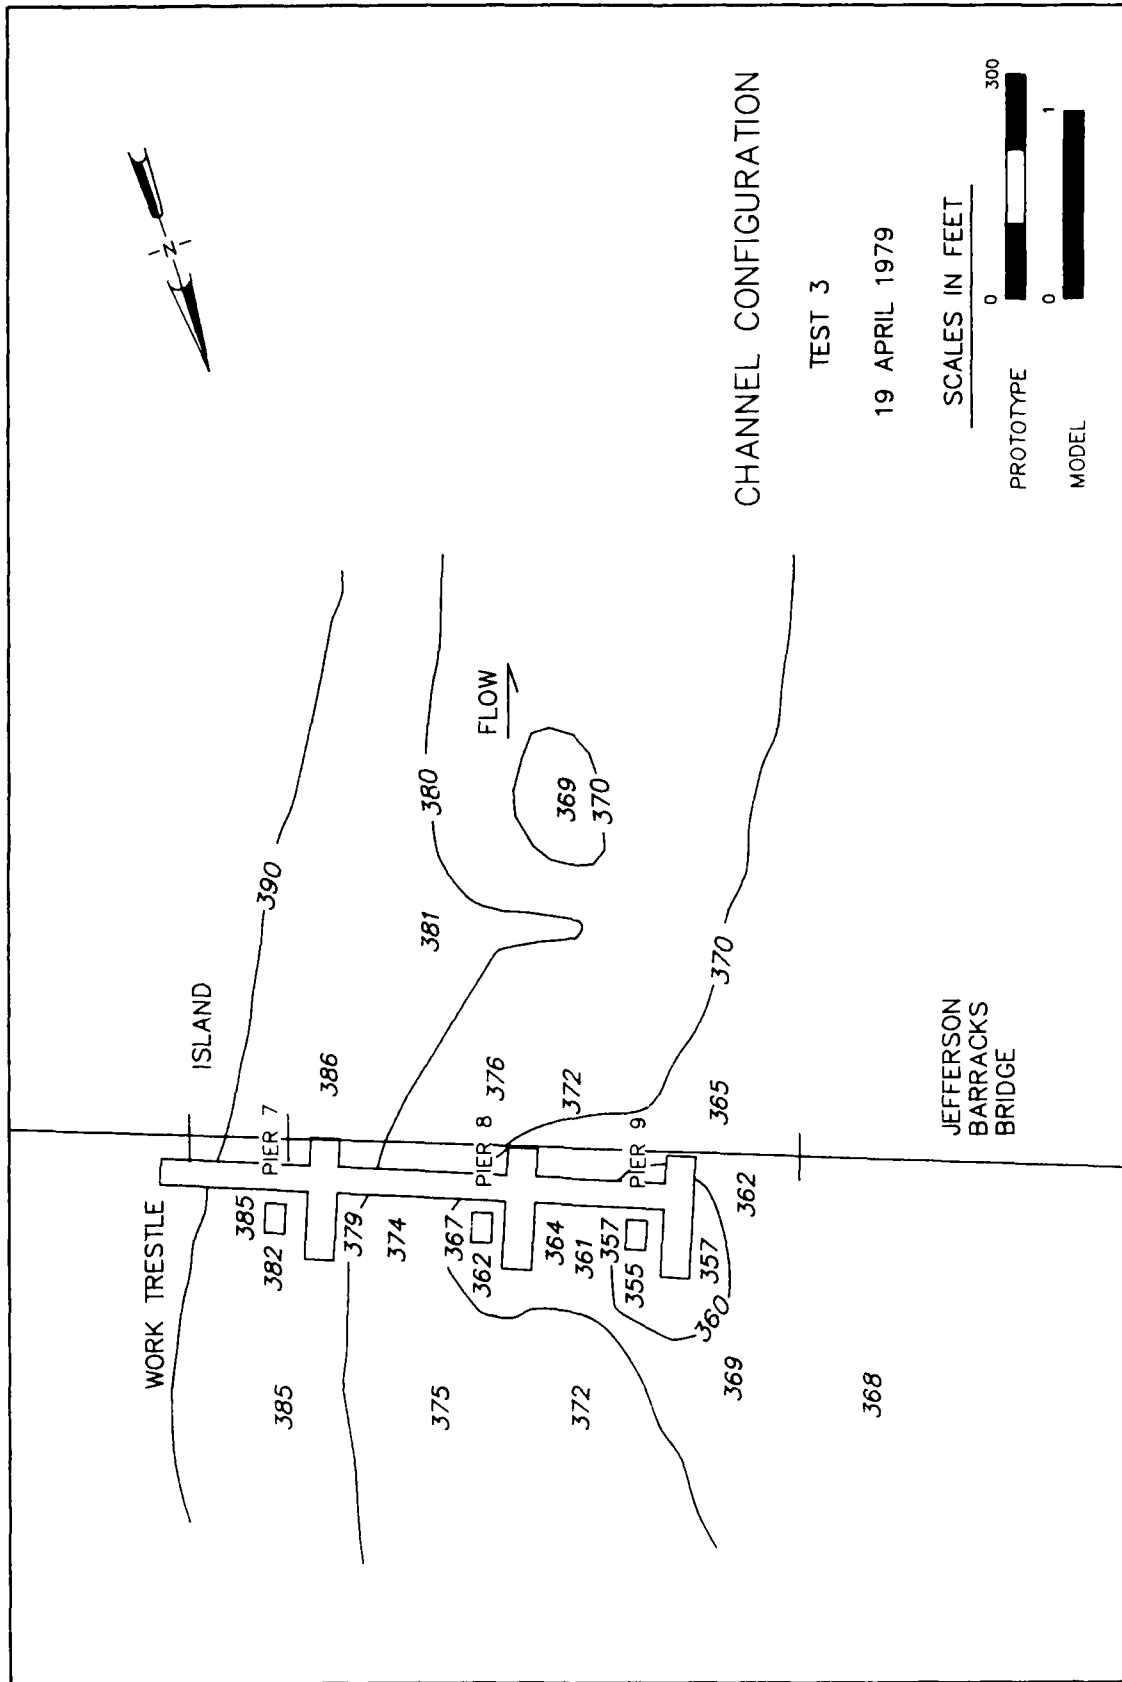 WORK TRESTLE
ISLAND
390
385
382
PIER 7
386
381
380
385
379
374
367
362
PIER 8
376
372
FLOW
369
370
375
364
361
357
355
PIER 9
365
370
372
357
360
362
369
368
JEFFERSON
BARRACKS
BRIDGE
N
CHANNEL CONFIGURATION
TEST 3
19 APRIL 1979
SCALES IN FEET
PROTOTYPE
0
300
MODEL
0
1